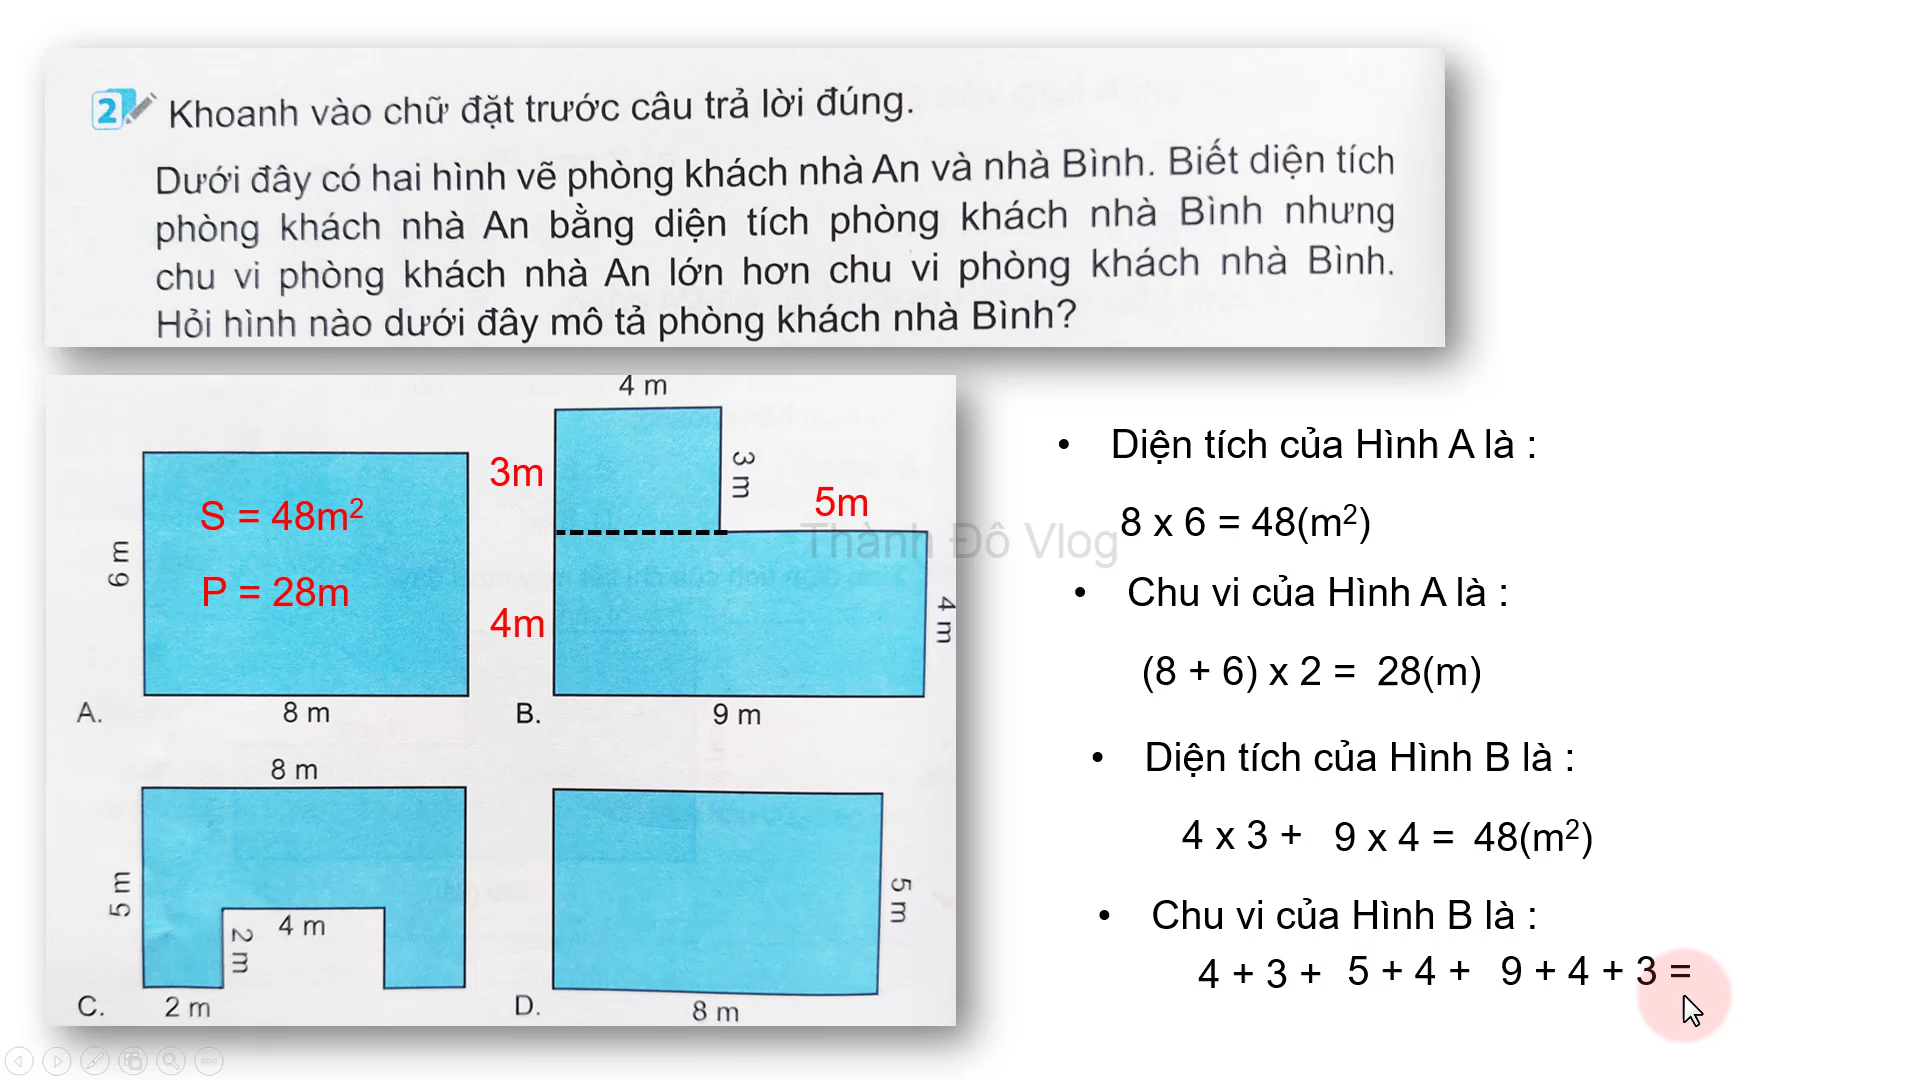 2 Khoanh vào chữ đặt trước câu trả lời đúng.
Dưới đây có hai hình vẽ phòng khách nhà An và nhà Bình. Biết diện tích
phòng khách nhà An bằng diện tích phòng khách nhà Bình nhưng
chu vi phòng khách nhà An lớn hơn chu vi phòng khách nhà Bình.
Hỏi hình nào dưới đây mô tả phòng khách nhà Bình?
S = 48m²
P = 28m
6 m
8 m
A.
4 m
3m
3 m
5m
4m
4 m
9 m
B.
8 m
5 m
2 m
4 m
2 m
C.
5 m
8 m
D.
Thành Đô Vlog
• Diện tích của Hình A là :
8 x 6 = 48(m²)
• Chu vi của Hình A là :
(8 + 6) x 2 = 28(m)
• Diện tích của Hình B là :
4 x 3 + 9 x 4 = 48(m²)
• Chu vi của Hình B là :
4 + 3 + 5 + 4 + 9 + 4 + 3 =